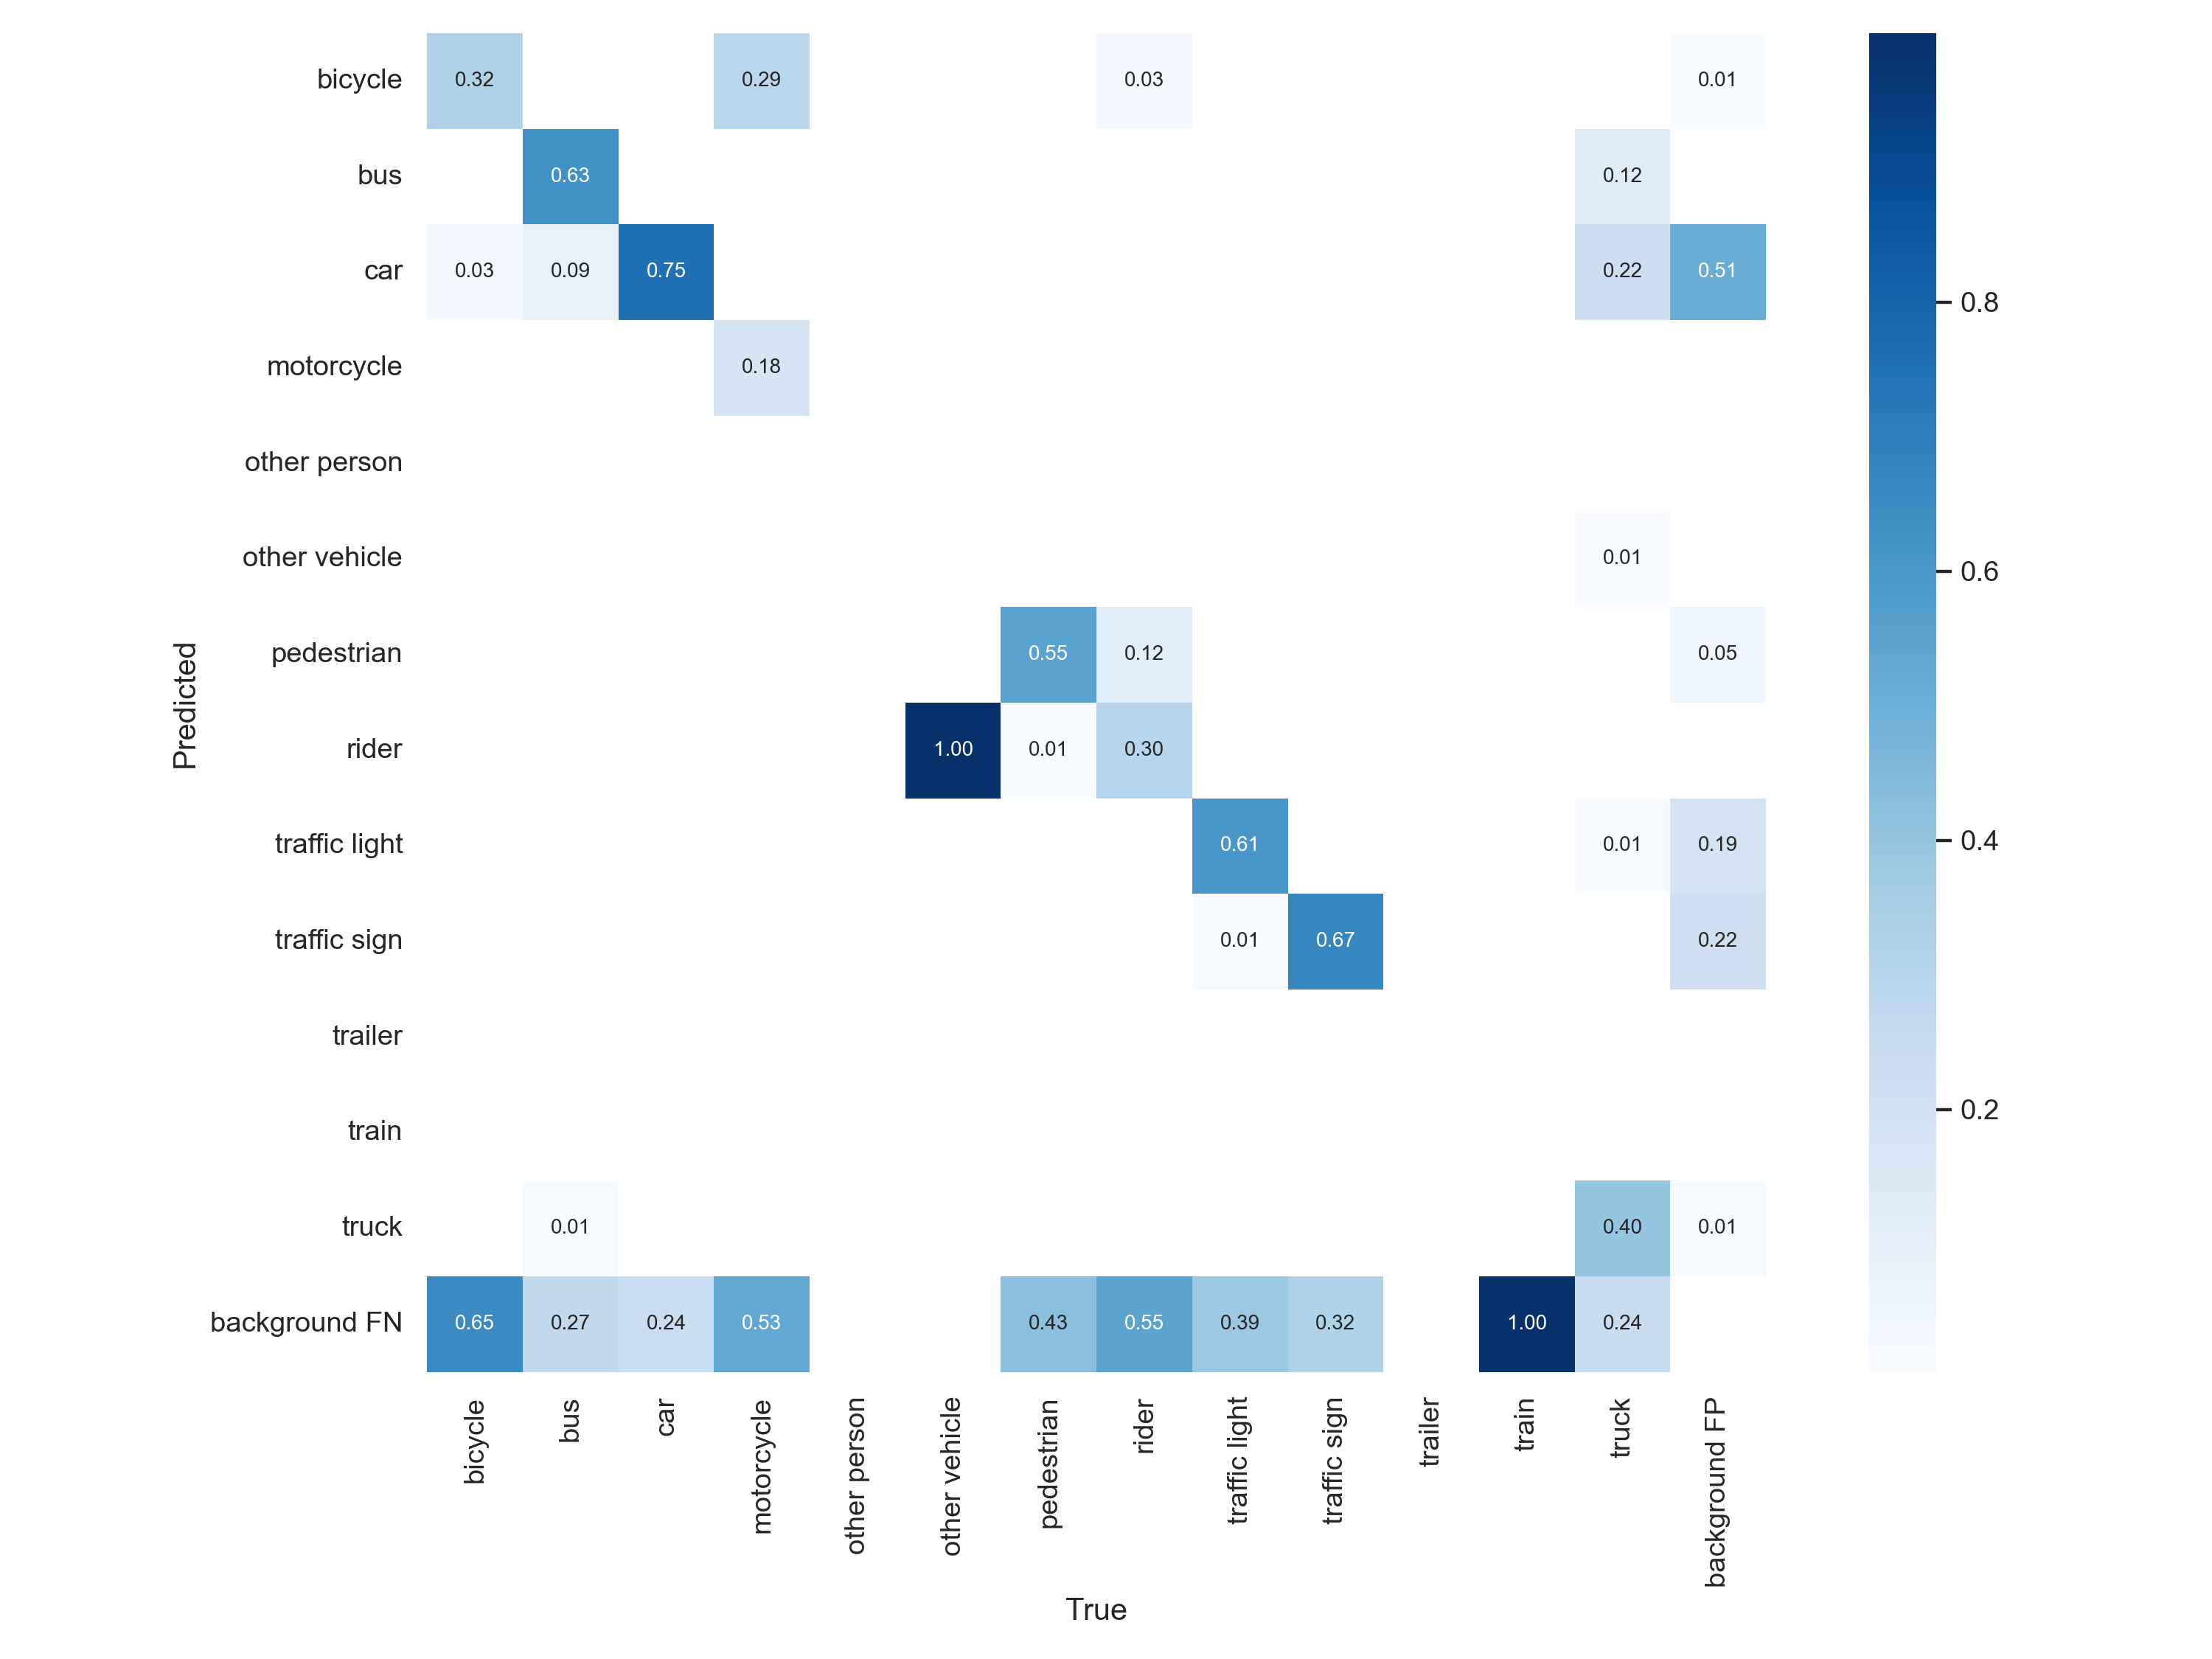 bicycle 0.32 0.29 0.03 0.01
bus 0.63 0.12
car 0.03 0.09 0.75 0.22 0.51
0.8
motorcycle 0.18
other person
other vehicle 0.01
0.6
Predicted
pedestrian 0.55 0.12 0.05
rider 1.00 0.01 0.30
traffic light 0.61 0.01 0.19
0.4
traffic sign 0.01 0.67 0.22
trailer
train
0.2
truck 0.01 0.40 0.01
background FN 0.65 0.27 0.24 0.53 0.43 0.55 0.39 0.32 1.00 0.24
bicycle
bus
car
motorcycle
other person
other vehicle
pedestrian
rider
traffic light
traffic sign
trailer
train
truck
background FP
True